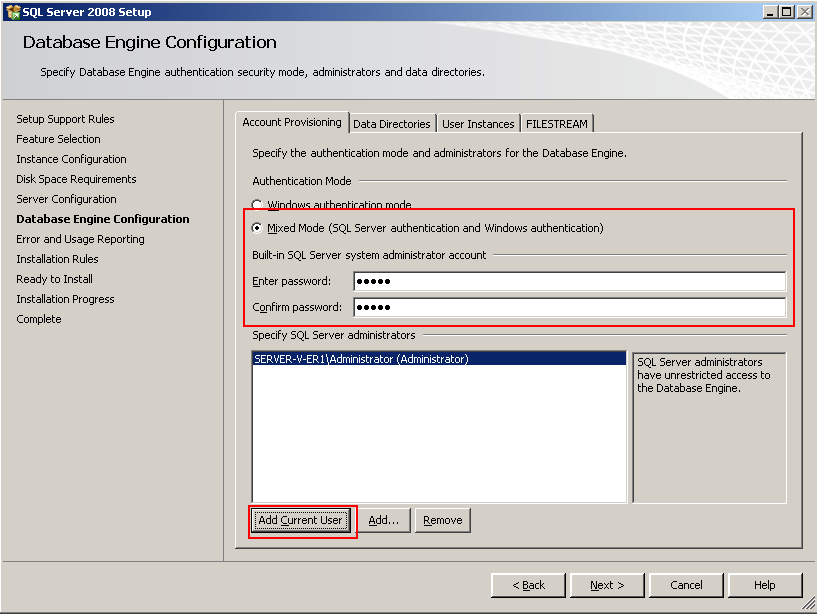 SQL Server 2008 Setup
Database Engine Configuration
Specify Database Engine authentication security mode, administrators and data directories.
Setup Support Rules
Feature Selection
Instance Configuration
Disk Space Requirements
Server Configuration
Database Engine Configuration
Error and Usage Reporting
Installation Rules
Ready to Install
Installation Progress
Complete
Account Provisioning Data Directories User Instances FILESTREAM
Specify the authentication mode and administrators for the Database Engine.
Authentication Mode
Windows authentication mode
Mixed Mode (SQL Server authentication and Windows authentication)
Built-in SQL Server system administrator account
Enter password: ●●●●●
Confirm password: ●●●●●
Specify SQL Server administrators
SERVER-V-ER1\Administrator (Administrator)
SQL Server administrators
have unrestricted access to
the Database Engine.
Add Current User Add... Remove
< Back Next > Cancel Help